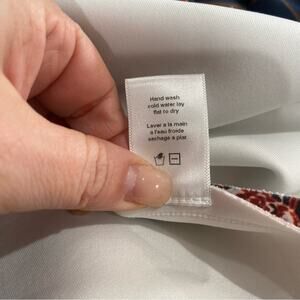 Hand wash
cold water lay
flat to dry
Laver a la main
a l'eau froide
sechage a plat